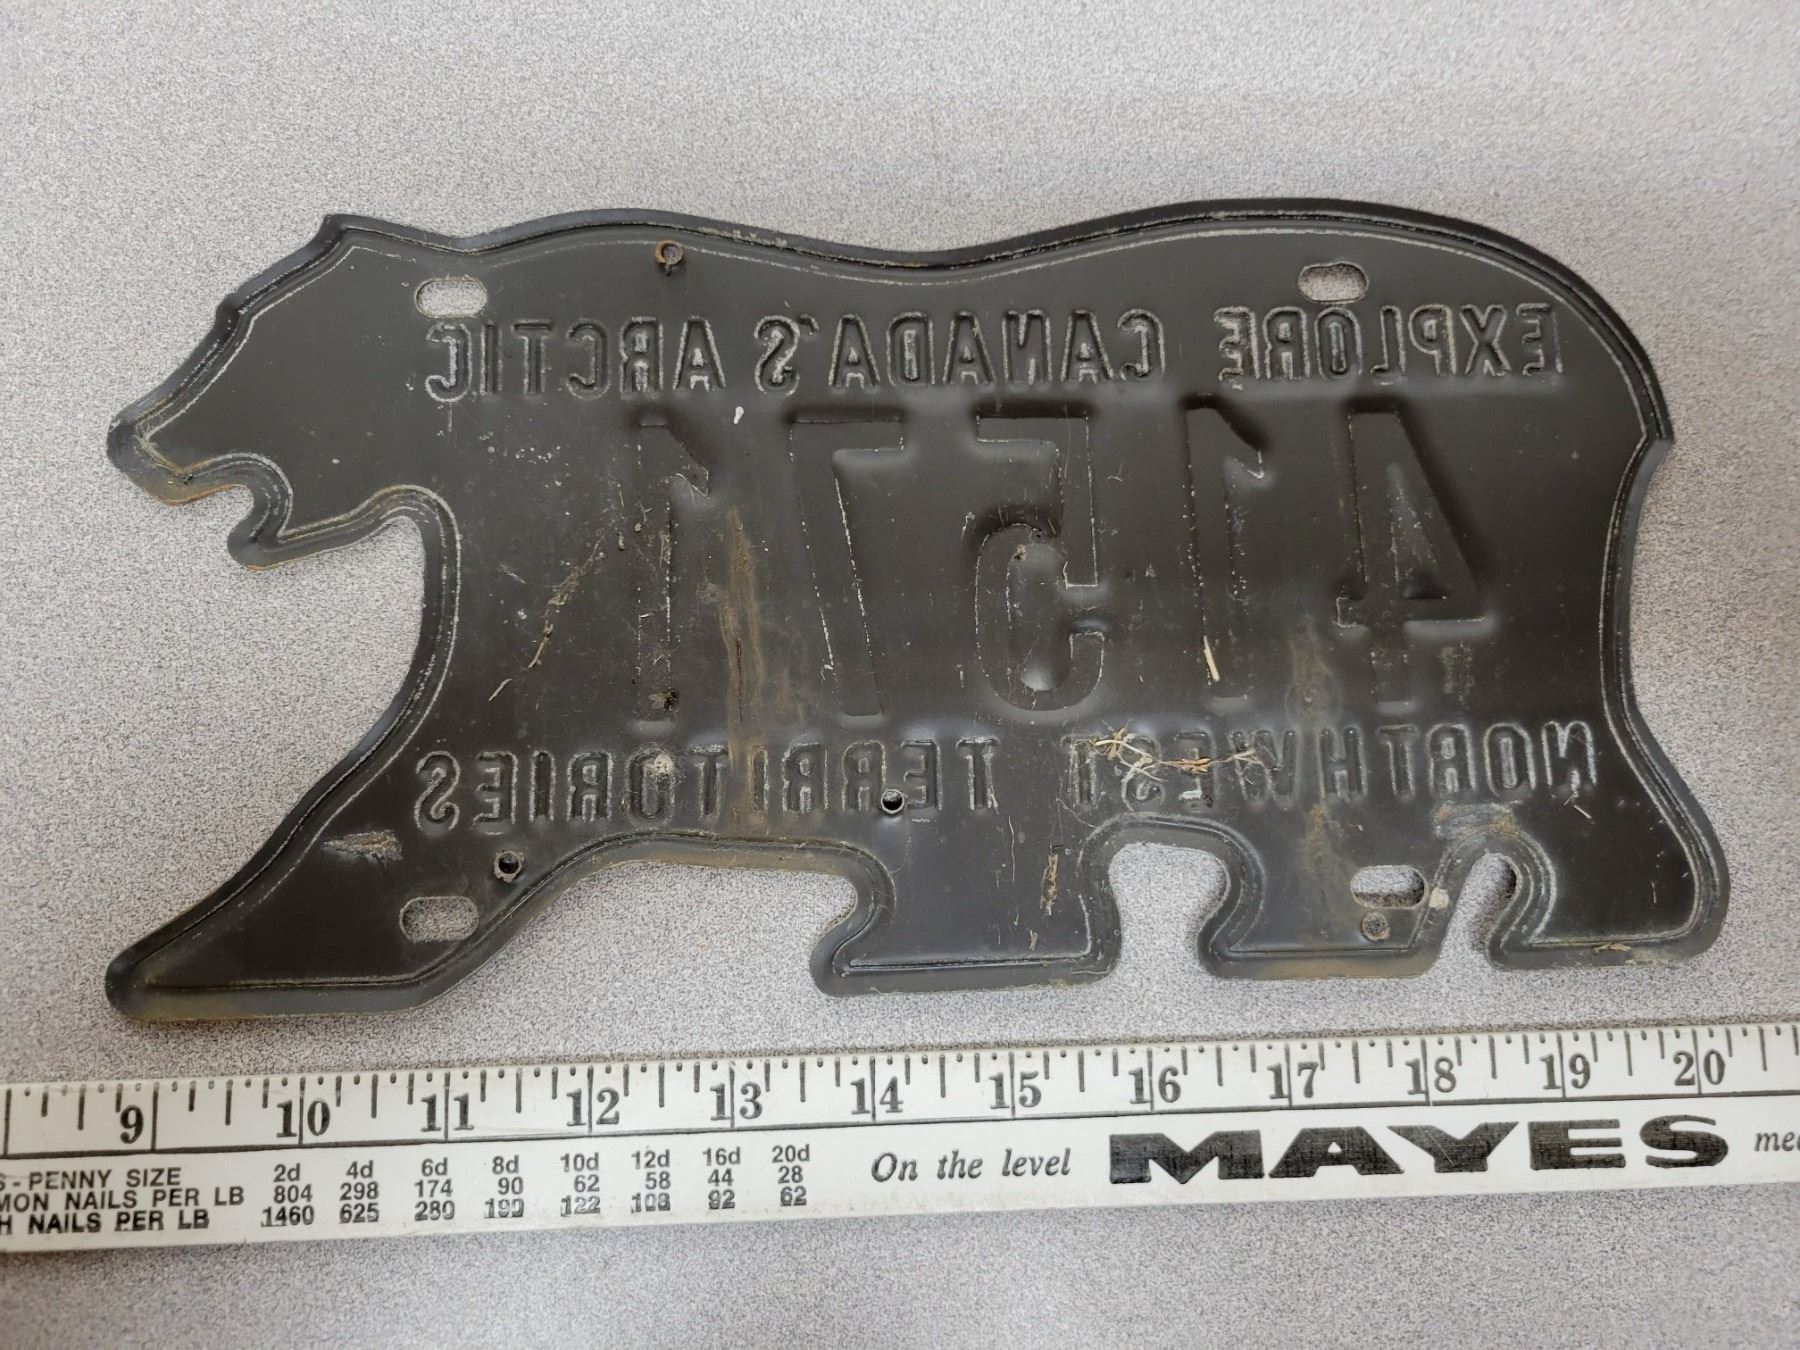 EXPLORE CANADA'S ARCTIC
41571
NORTHWEST TERRITORIES
9 10 11 12 13 14 15 16 17 18 19 20
S-PENNY SIZE 2d 4d 6d 8d 10d 12d 16d 20d
MON NAILS PER LB 804 298 174 90 62 58 44 28
H NAILS PER LB 1460 625 280 190 122 108 92 62
On the level MAYES mea